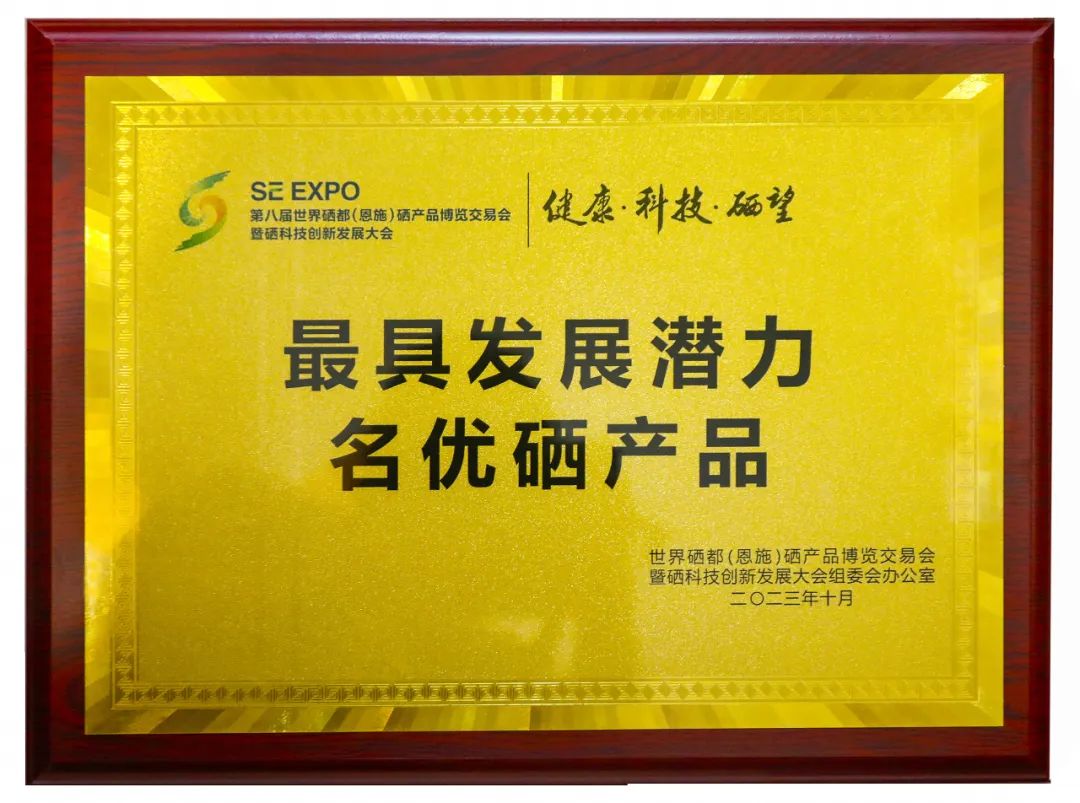 SE EXPO
第八届世界硒都(恩施)硒产品博览交易会
暨硒科技创新发展大会
健康·科技·硒望
最具发展潜力
名优硒产品
世界硒都(恩施)硒产品博览交易会
暨硒科技创新发展大会组委会办公室
二〇二三年十月